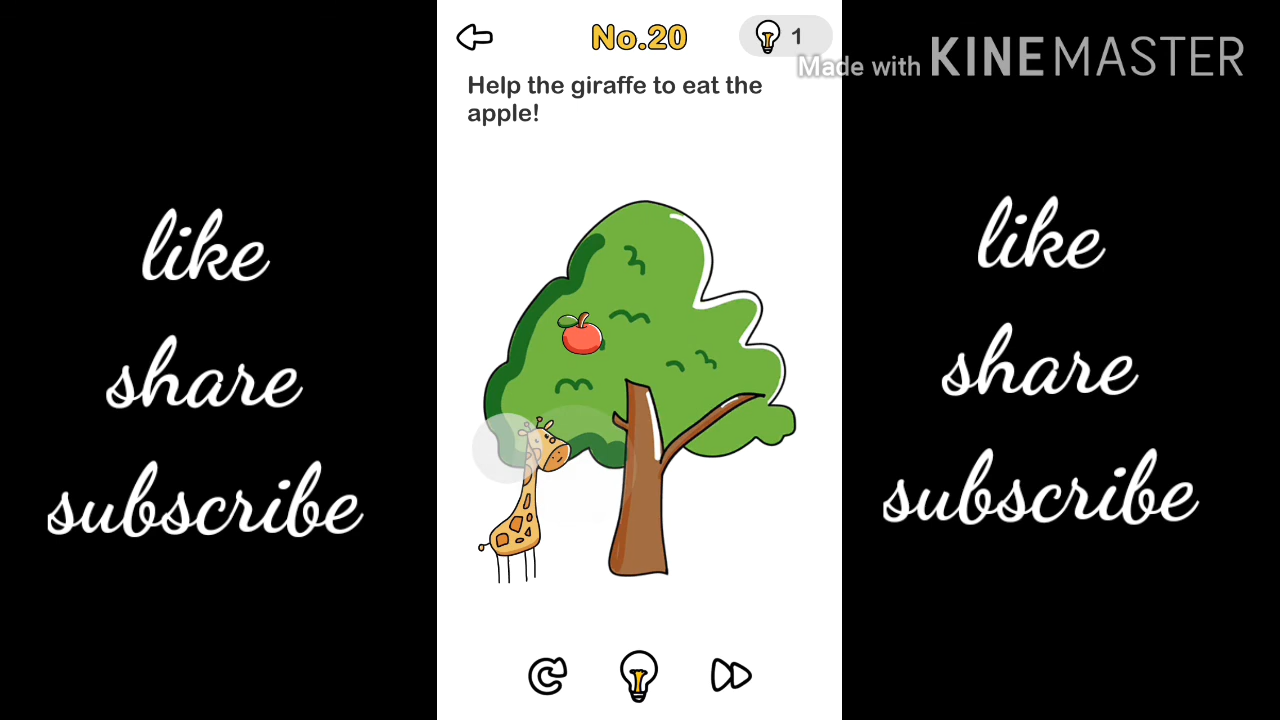 No.20
1
Made with KINEMASTER
Help the giraffe to eat the
apple!
like
share
subscribe
like
share
subscribe